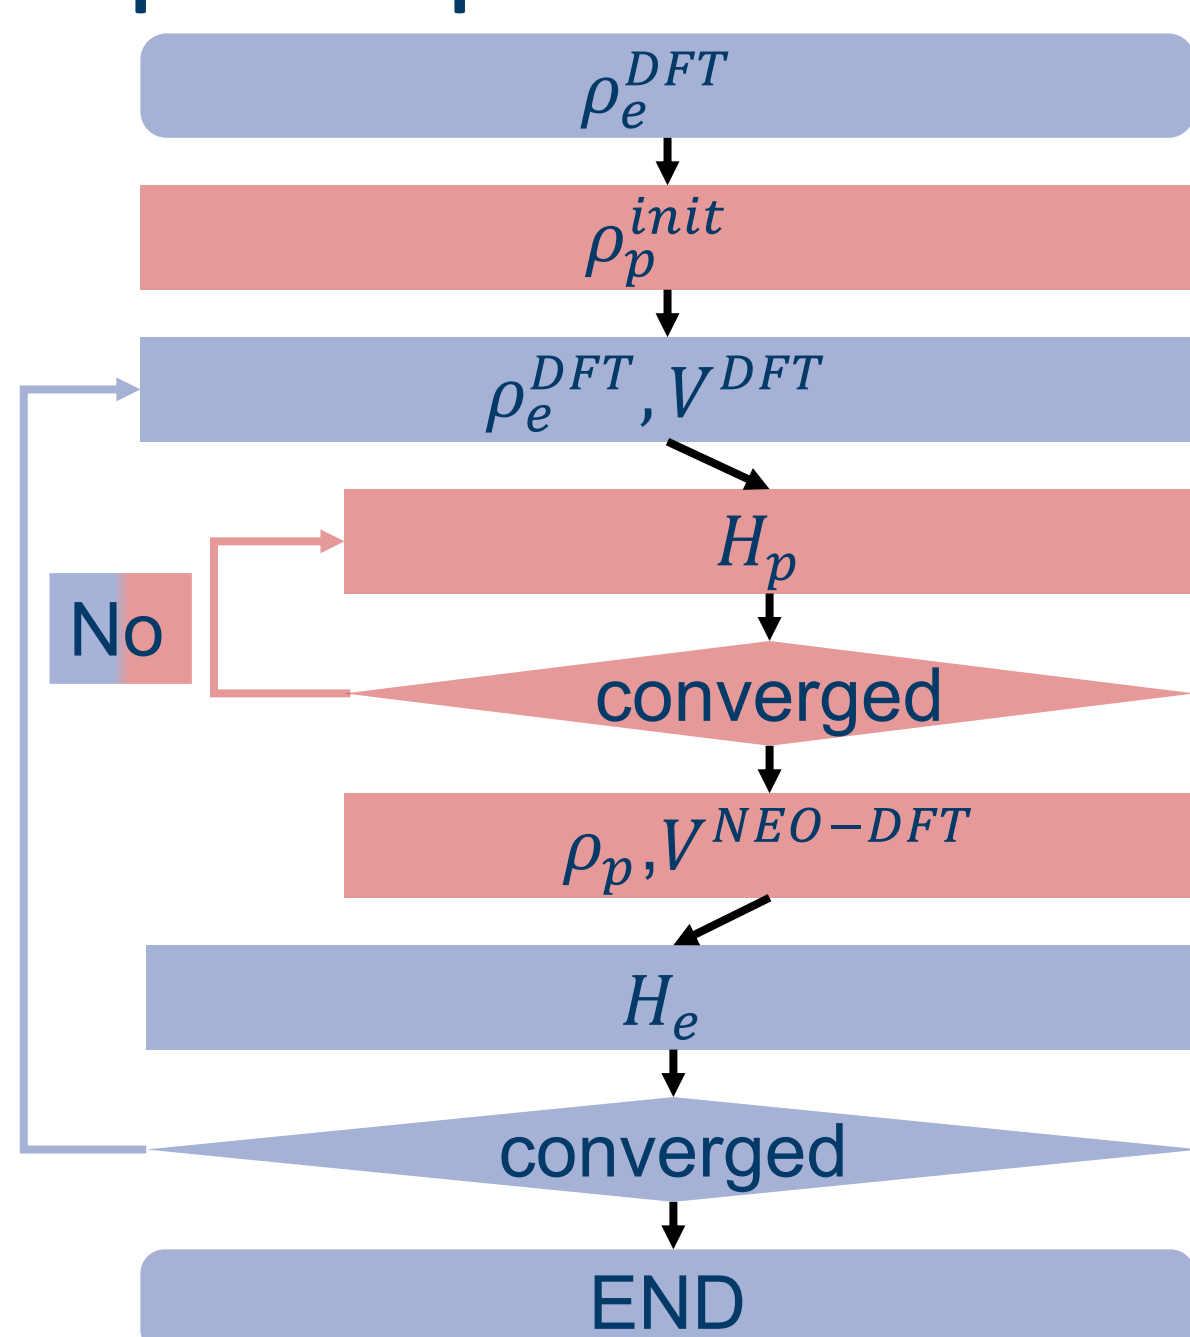 ρ_e^{DFT}
ρ_p^{init}
ρ_e^{DFT}, V^{DFT}
H_p
No
converged
ρ_p, V^{NEO−DFT}
H_e
converged
END